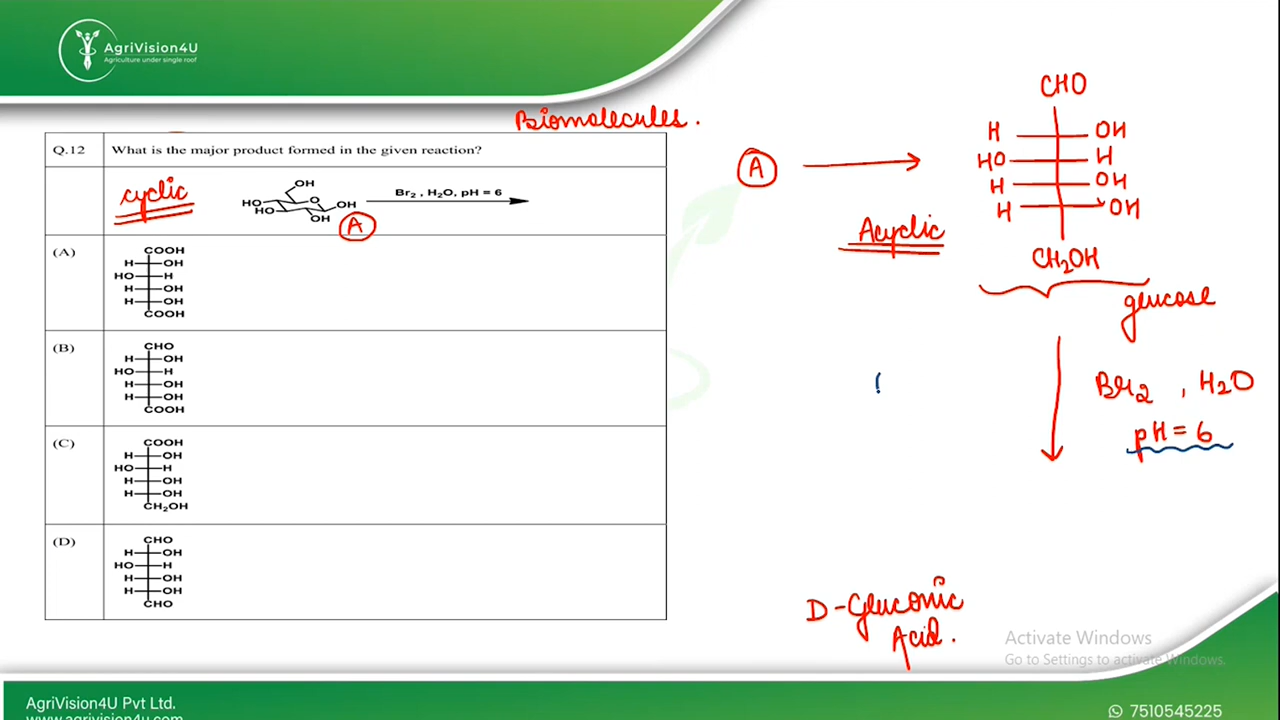 AgriVision4U
Agriculture under single roof
Biomolecules.
Q.12 What is the major product formed in the given reaction?
cyclic
OH
HO
HO
O
OH
OH
A
Br2 , H2O, pH = 6
(A)
COOH
H OH
HO H
H OH
H OH
COOH
(B)
CHO
H OH
HO H
H OH
H OH
COOH
(C)
COOH
H OH
HO H
H OH
H OH
CH2OH
(D)
CHO
H OH
HO H
H OH
H OH
CHO
A
Acyclic
CHO
H OH
HO H
H OH
H OH
CH2OH
glucose
Br2 , H2O
pH = 6
D-Gluconic
Acid.
Activate Windows
Go to Settings to activate Windows.
AgriVision4U Pvt Ltd.
www.agrivision4u.com
7510545225